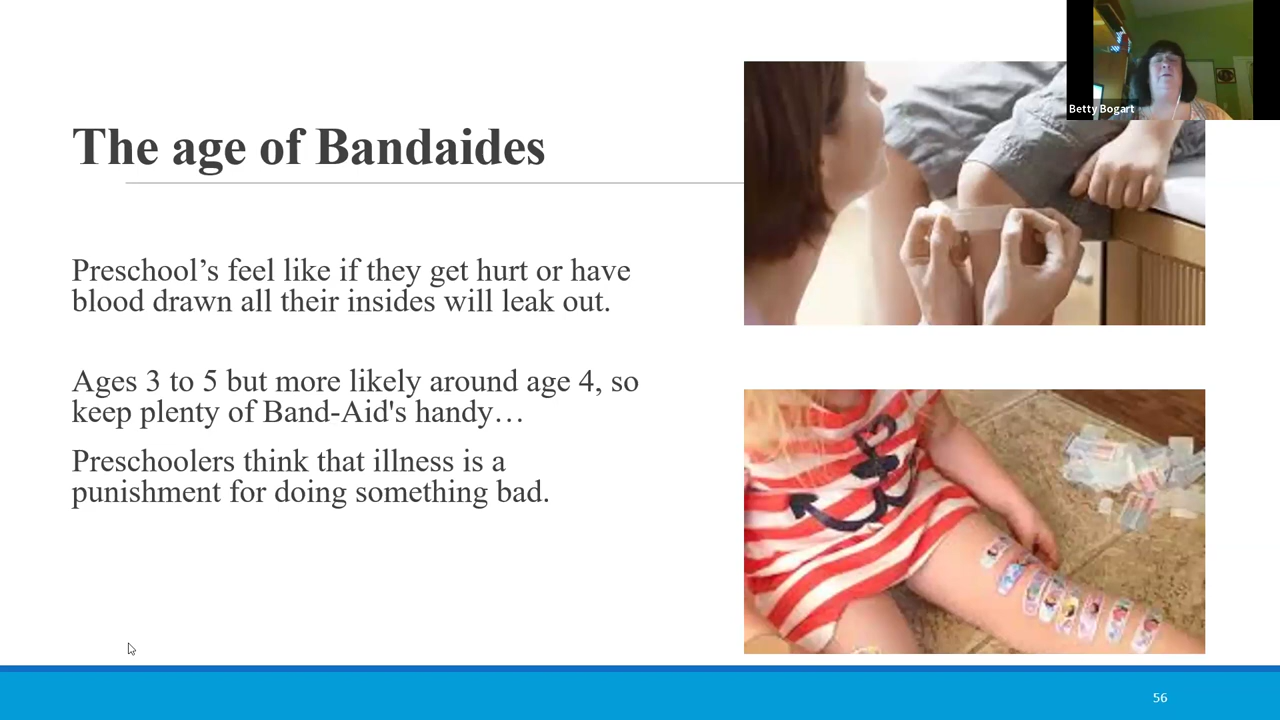 Betty Bogart
The age of Bandaides
Preschool’s feel like if they get hurt or have
blood drawn all their insides will leak out.
Ages 3 to 5 but more likely around age 4, so
keep plenty of Band-Aid's handy…
Preschoolers think that illness is a
punishment for doing something bad.
56